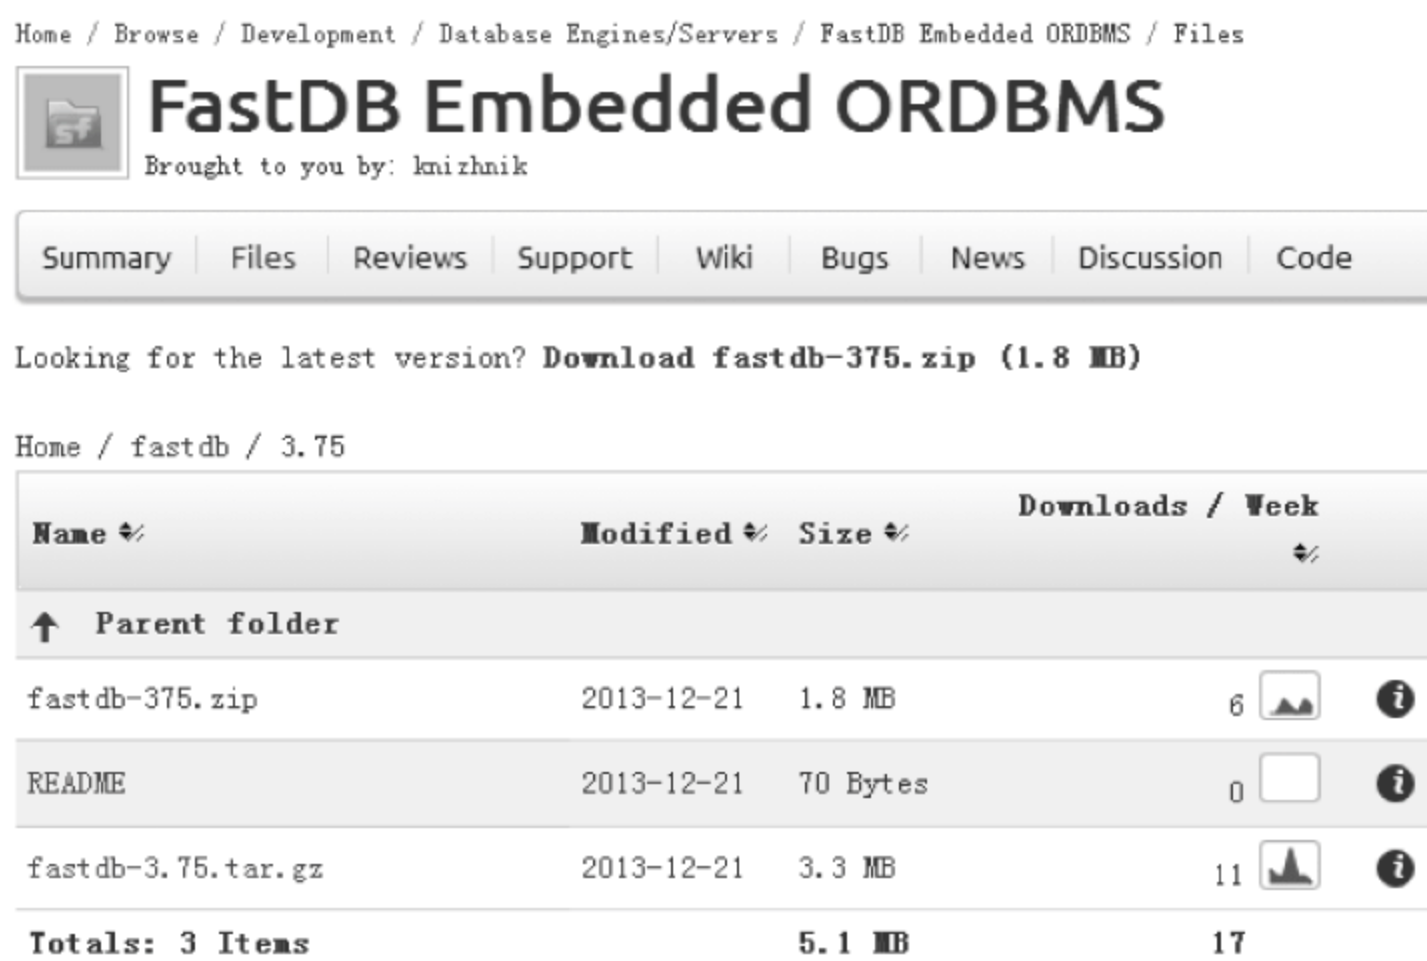 Home / Browse / Development / Database Engines/Servers / FastDB Embedded ORDBMS / Files
sf
FastDB Embedded ORDBMS
Brought to you by: knizhnik
Summary Files Reviews Support Wiki Bugs News Discussion Code
Looking for the latest version? Download fastdb-375.zip (1.8 MB)
Home / fastdb / 3.75
Name Modified Size Downloads / Week
Parent folder
fastdb-375.zip 2013-12-21 1.8 MB 6
README 2013-12-21 70 Bytes 0
fastdb-3.75.tar.gz 2013-12-21 3.3 MB 11
Totals: 3 Items 5.1 MB 17